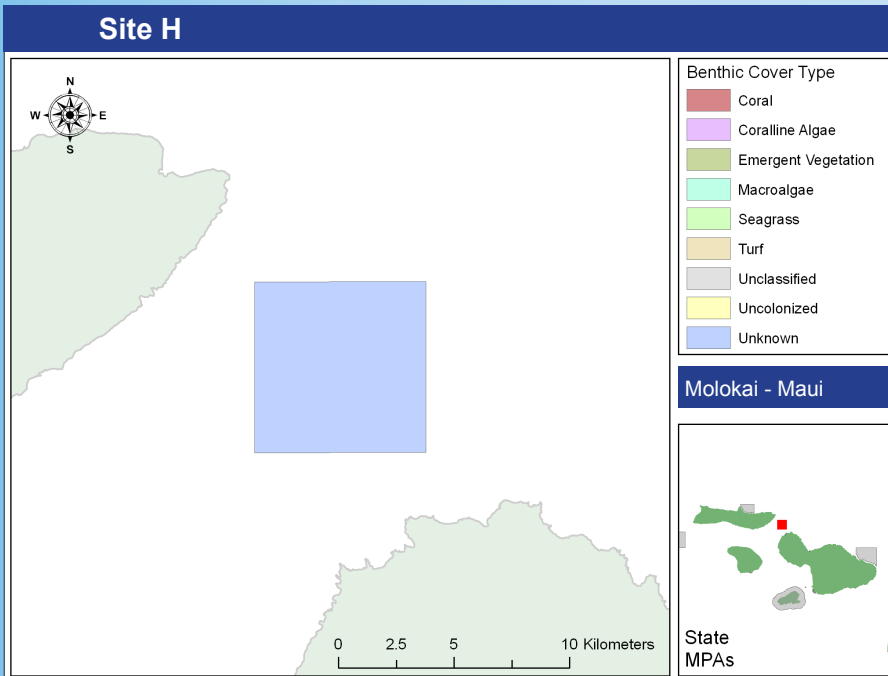 Site H
N
W E
S
Benthic Cover Type
Coral
Coralline Algae
Emergent Vegetation
Macroalgae
Seagrass
Turf
Unclassified
Uncolonized
Unknown
Molokai - Maui
0 2.5 5 10 Kilometers
State
MPAs